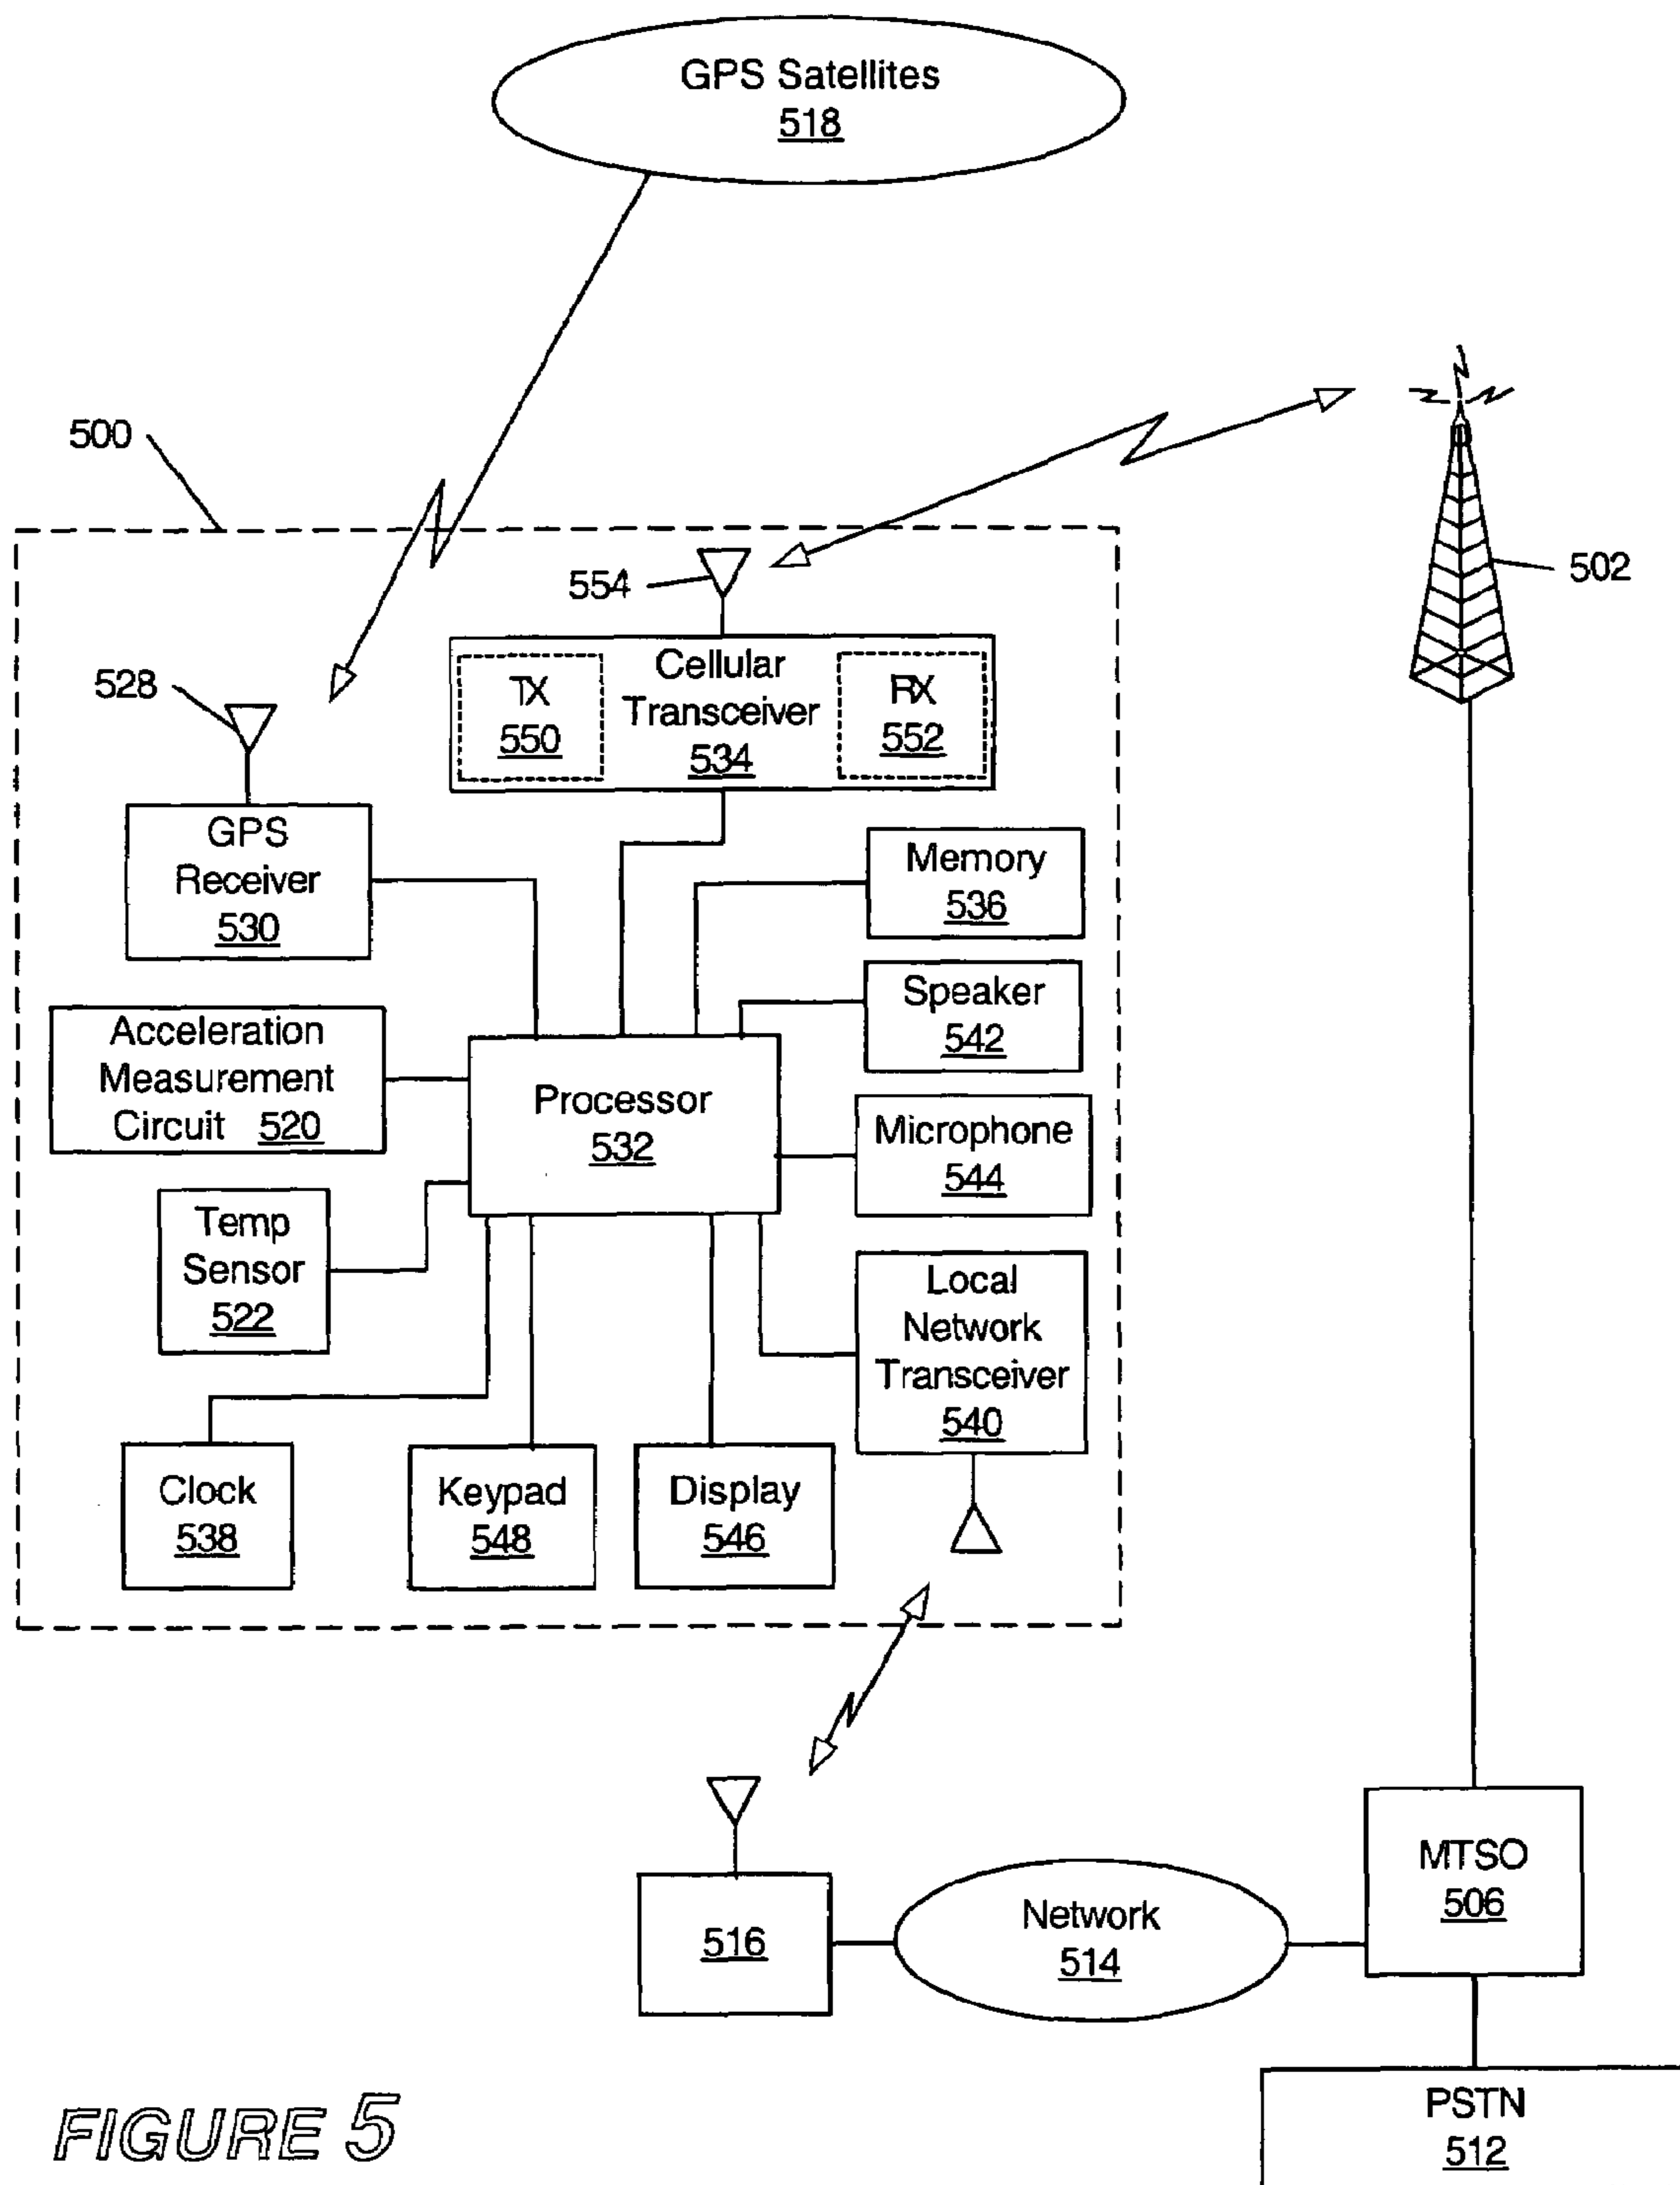 GPS Satellites
518
500
554
502
528
TX
550
Cellular
Transceiver
534
RX
552
GPS
Receiver
530
Memory
536
Speaker
542
Acceleration
Measurement
Circuit 520
Processor
532
Microphone
544
Temp
Sensor
522
Local
Network
Transceiver
540
Clock
538
Keypad
548
Display
546
516
Network
514
MTSO
506
PSTN
512
FIGURE 5